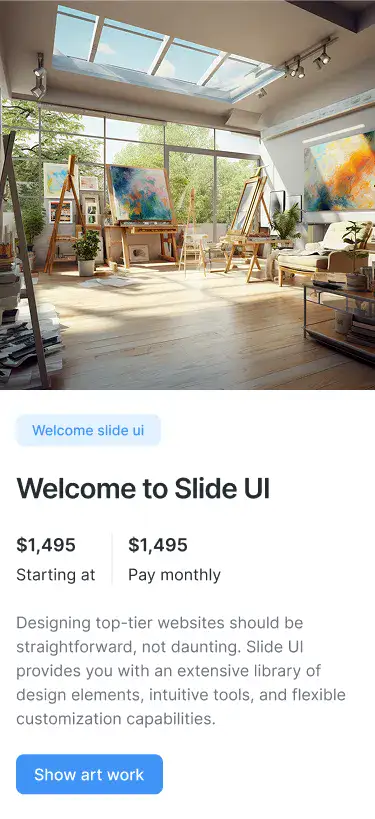 Welcome slide ui
Welcome to Slide UI
$1,495
Starting at
$1,495
Pay monthly
Designing top-tier websites should be
straightforward, not daunting. Slide UI
provides you with an extensive library of
design elements, intuitive tools, and flexible
customization capabilities.
Show art work